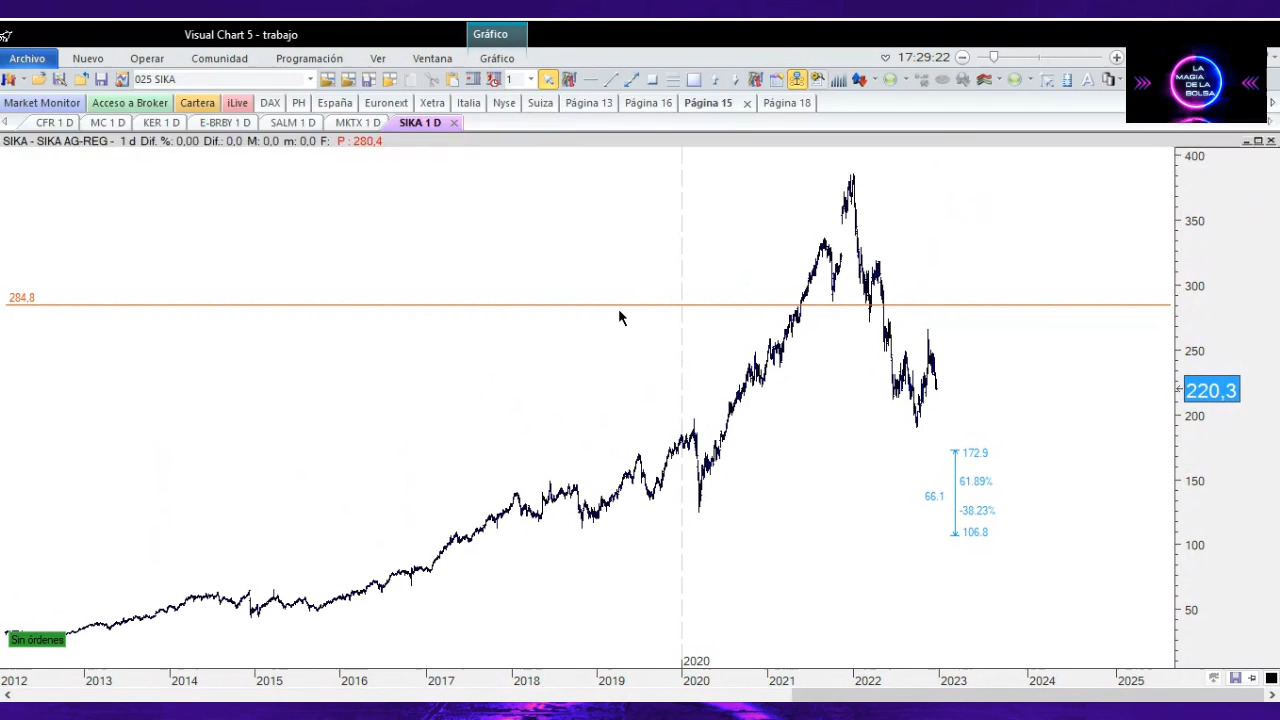 Visual Chart 5 - trabajo
Gráfico
Archivo Nuevo Operar Comunidad Programación Ver Ventana Gráfico 17:29:22
025 SIKA 1
Market Monitor Acceso a Broker Cartera iLive DAX PH España Euronext Xetra Italia Nyse Suiza Página 13 Página 16 Página 15 Página 18
CFR 1 D MC 1 D KER 1 D E-BRBY 1 D SALM 1 D MKTX 1 D SIKA 1 D
LA
MAGIA
DE LA
BOLSA
SIKA - SIKA AG-REG - 1 d Dif. %: 0,00 Dif.: 0,0 M: 0,0 m: 0,0 F: P : 280,4
400
350
300
284,8
250
220,3
200
172.9
150
61.89%
66.1
-38.23%
106.8
100
50
Sin órdenes
2020
2012 2013 2014 2015 2016 2017 2018 2019 2020 2021 2022 2023 2024 2025